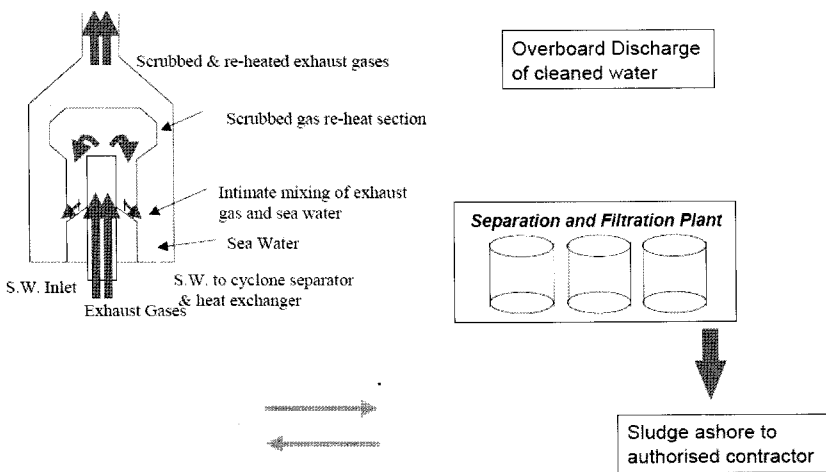 Scrubbed & re-heated exhaust gases
Scrubbed gas re-heat section
Intimate mixing of exhaust
gas and sea water
Sea Water
S.W. Inlet
S.W. to cyclone separator
& heat exchanger
Exhaust Gases
Overboard Discharge
of cleaned water
Separation and Filtration Plant
Sludge ashore to
authorised contractor